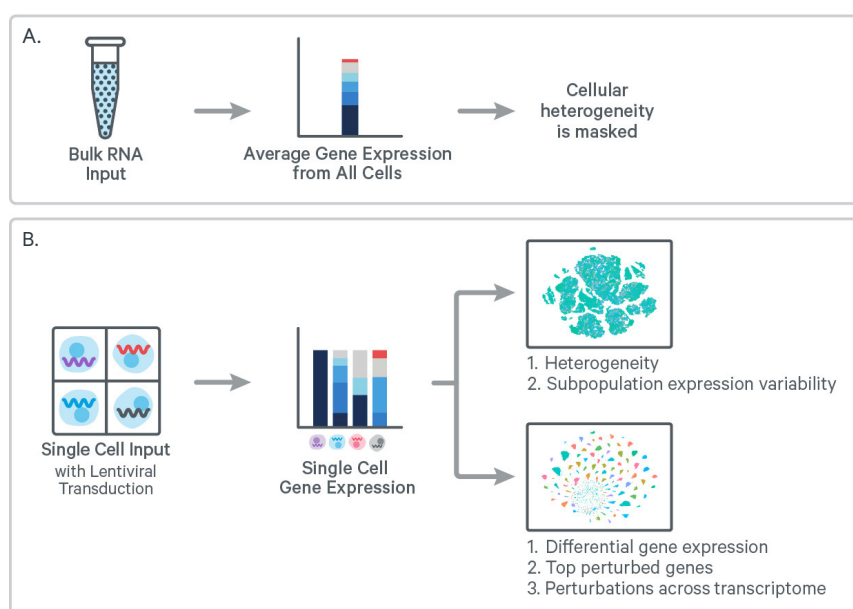 A.
Bulk RNA
Input
Average Gene Expression
from All Cells
Cellular
heterogeneity
is masked
B.
Single Cell Input
with Lentiviral
Transduction
Single Cell
Gene Expression
1. Heterogeneity
2. Subpopulation expression variability
1. Differential gene expression
2. Top perturbed genes
3. Perturbations across transcriptome